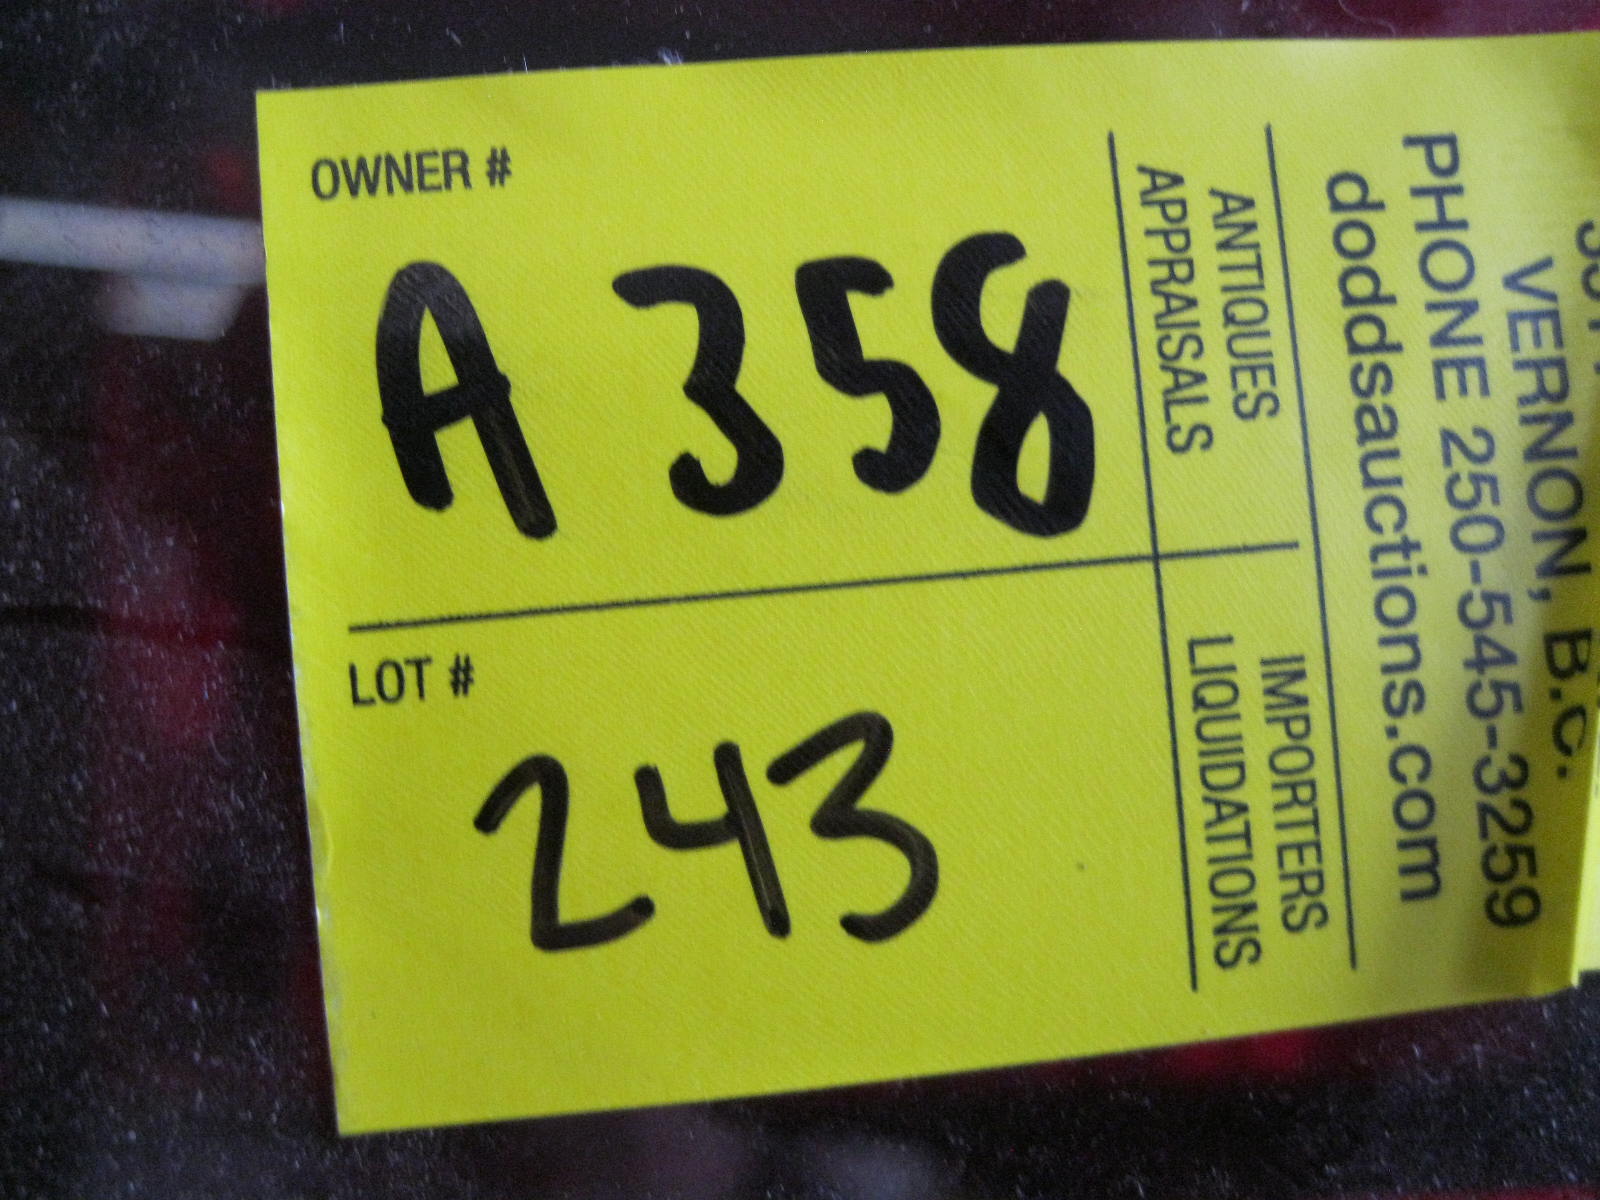 OWNER #
A 358
LOT #
243
VERNON, B.C.
PHONE 250-545-3259
doddsauctions.com
ANTIQUES
APPRAISALS
IMPORTERS
LIQUIDATIONS